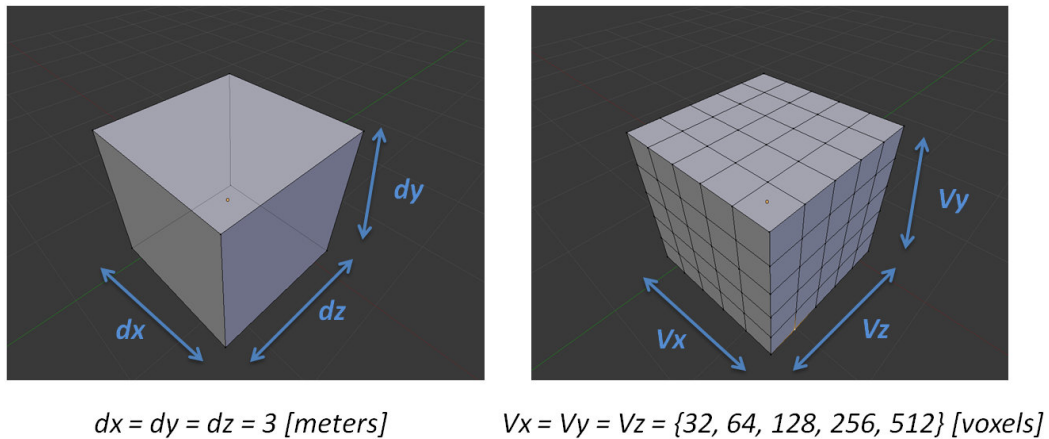 dy
dx
dz
Vy
Vx
Vz
dx = dy = dz = 3 [meters]
Vx = Vy = Vz = {32, 64, 128, 256, 512} [voxels]